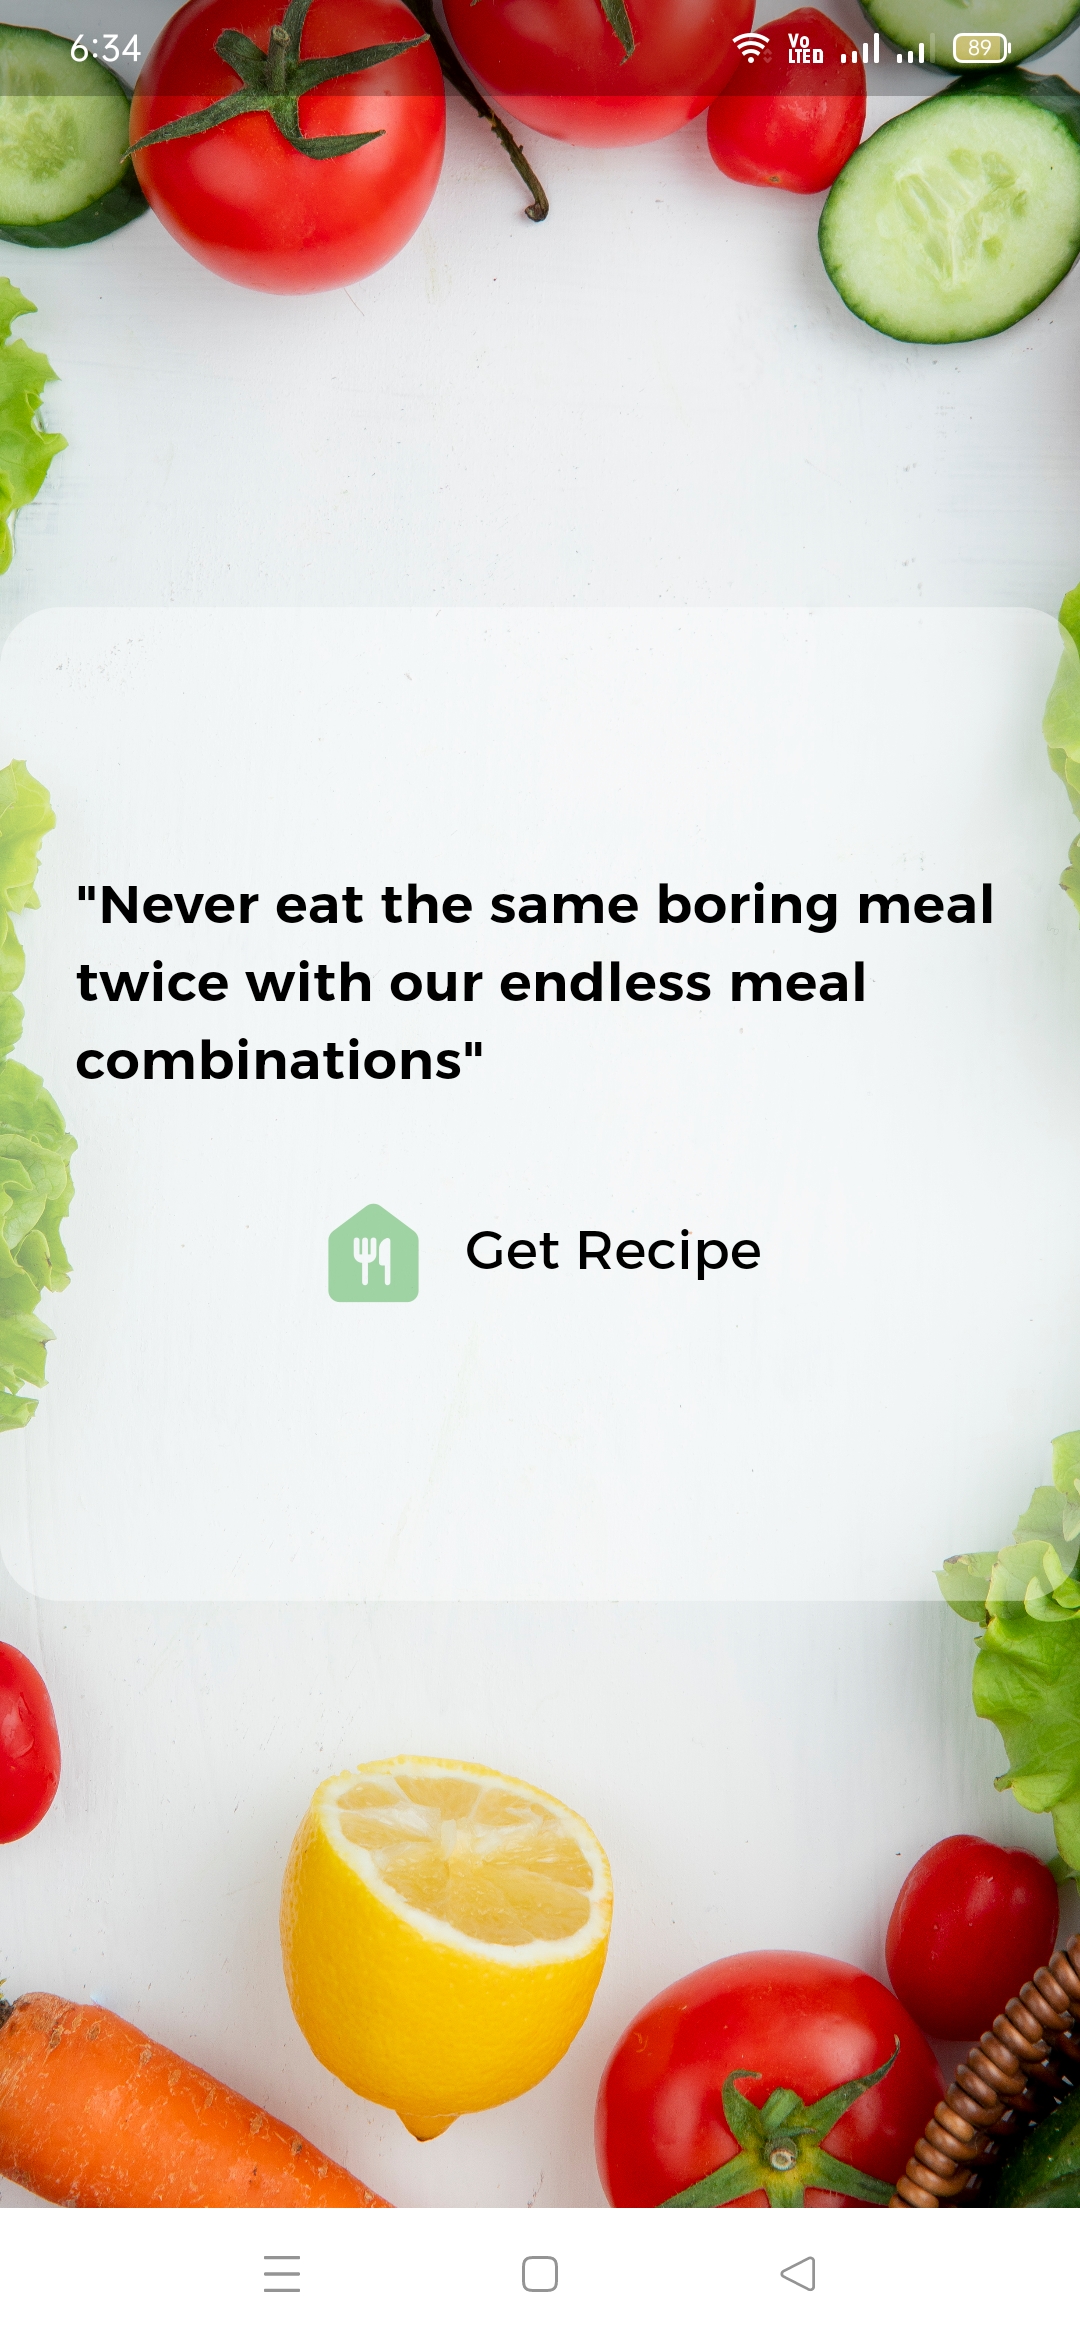 6:34
Vo
LTE 89
"Never eat the same boring meal
twice with our endless meal
combinations"
Get Recipe